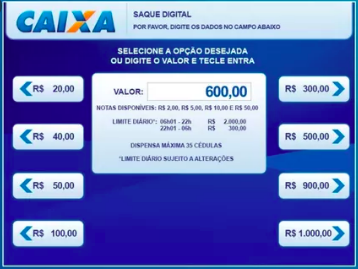 CAIXA
SAQUE DIGITAL
POR FAVOR, DIGITE OS DADOS NO CAMPO ABAIXO
SELECIONE A OPÇÃO DESEJADA
OU DIGITE O VALOR E TECLE ENTRA
VALOR: 600,00
NOTAS DISPONÍVEIS: R$ 2,00, R$ 5,00, R$ 10,00 E R$ 50,00
LIMITE DIÁRIO*: 06h01 - 22h R$ 2.000,00
22h01 - 06h R$ 300,00
DISPENSA MÁXIMA 35 CÉDULAS
*LIMITE DIÁRIO SUJEITO A ALTERAÇÕES
R$ 20,00
R$ 40,00
R$ 50,00
R$ 100,00
R$ 300,00
R$ 500,00
R$ 900,00
R$ 1.000,00